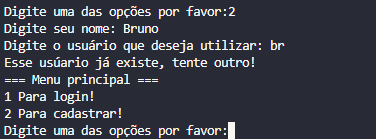 Digite uma das opções por favor:2
Digite seu nome: Bruno
Digite o usuário que deseja utilizar: br
Esse usúario já existe, tente outro!
=== Menu principal ===
1 Para login!
2 Para cadastrar!
Digite uma das opções por favor: